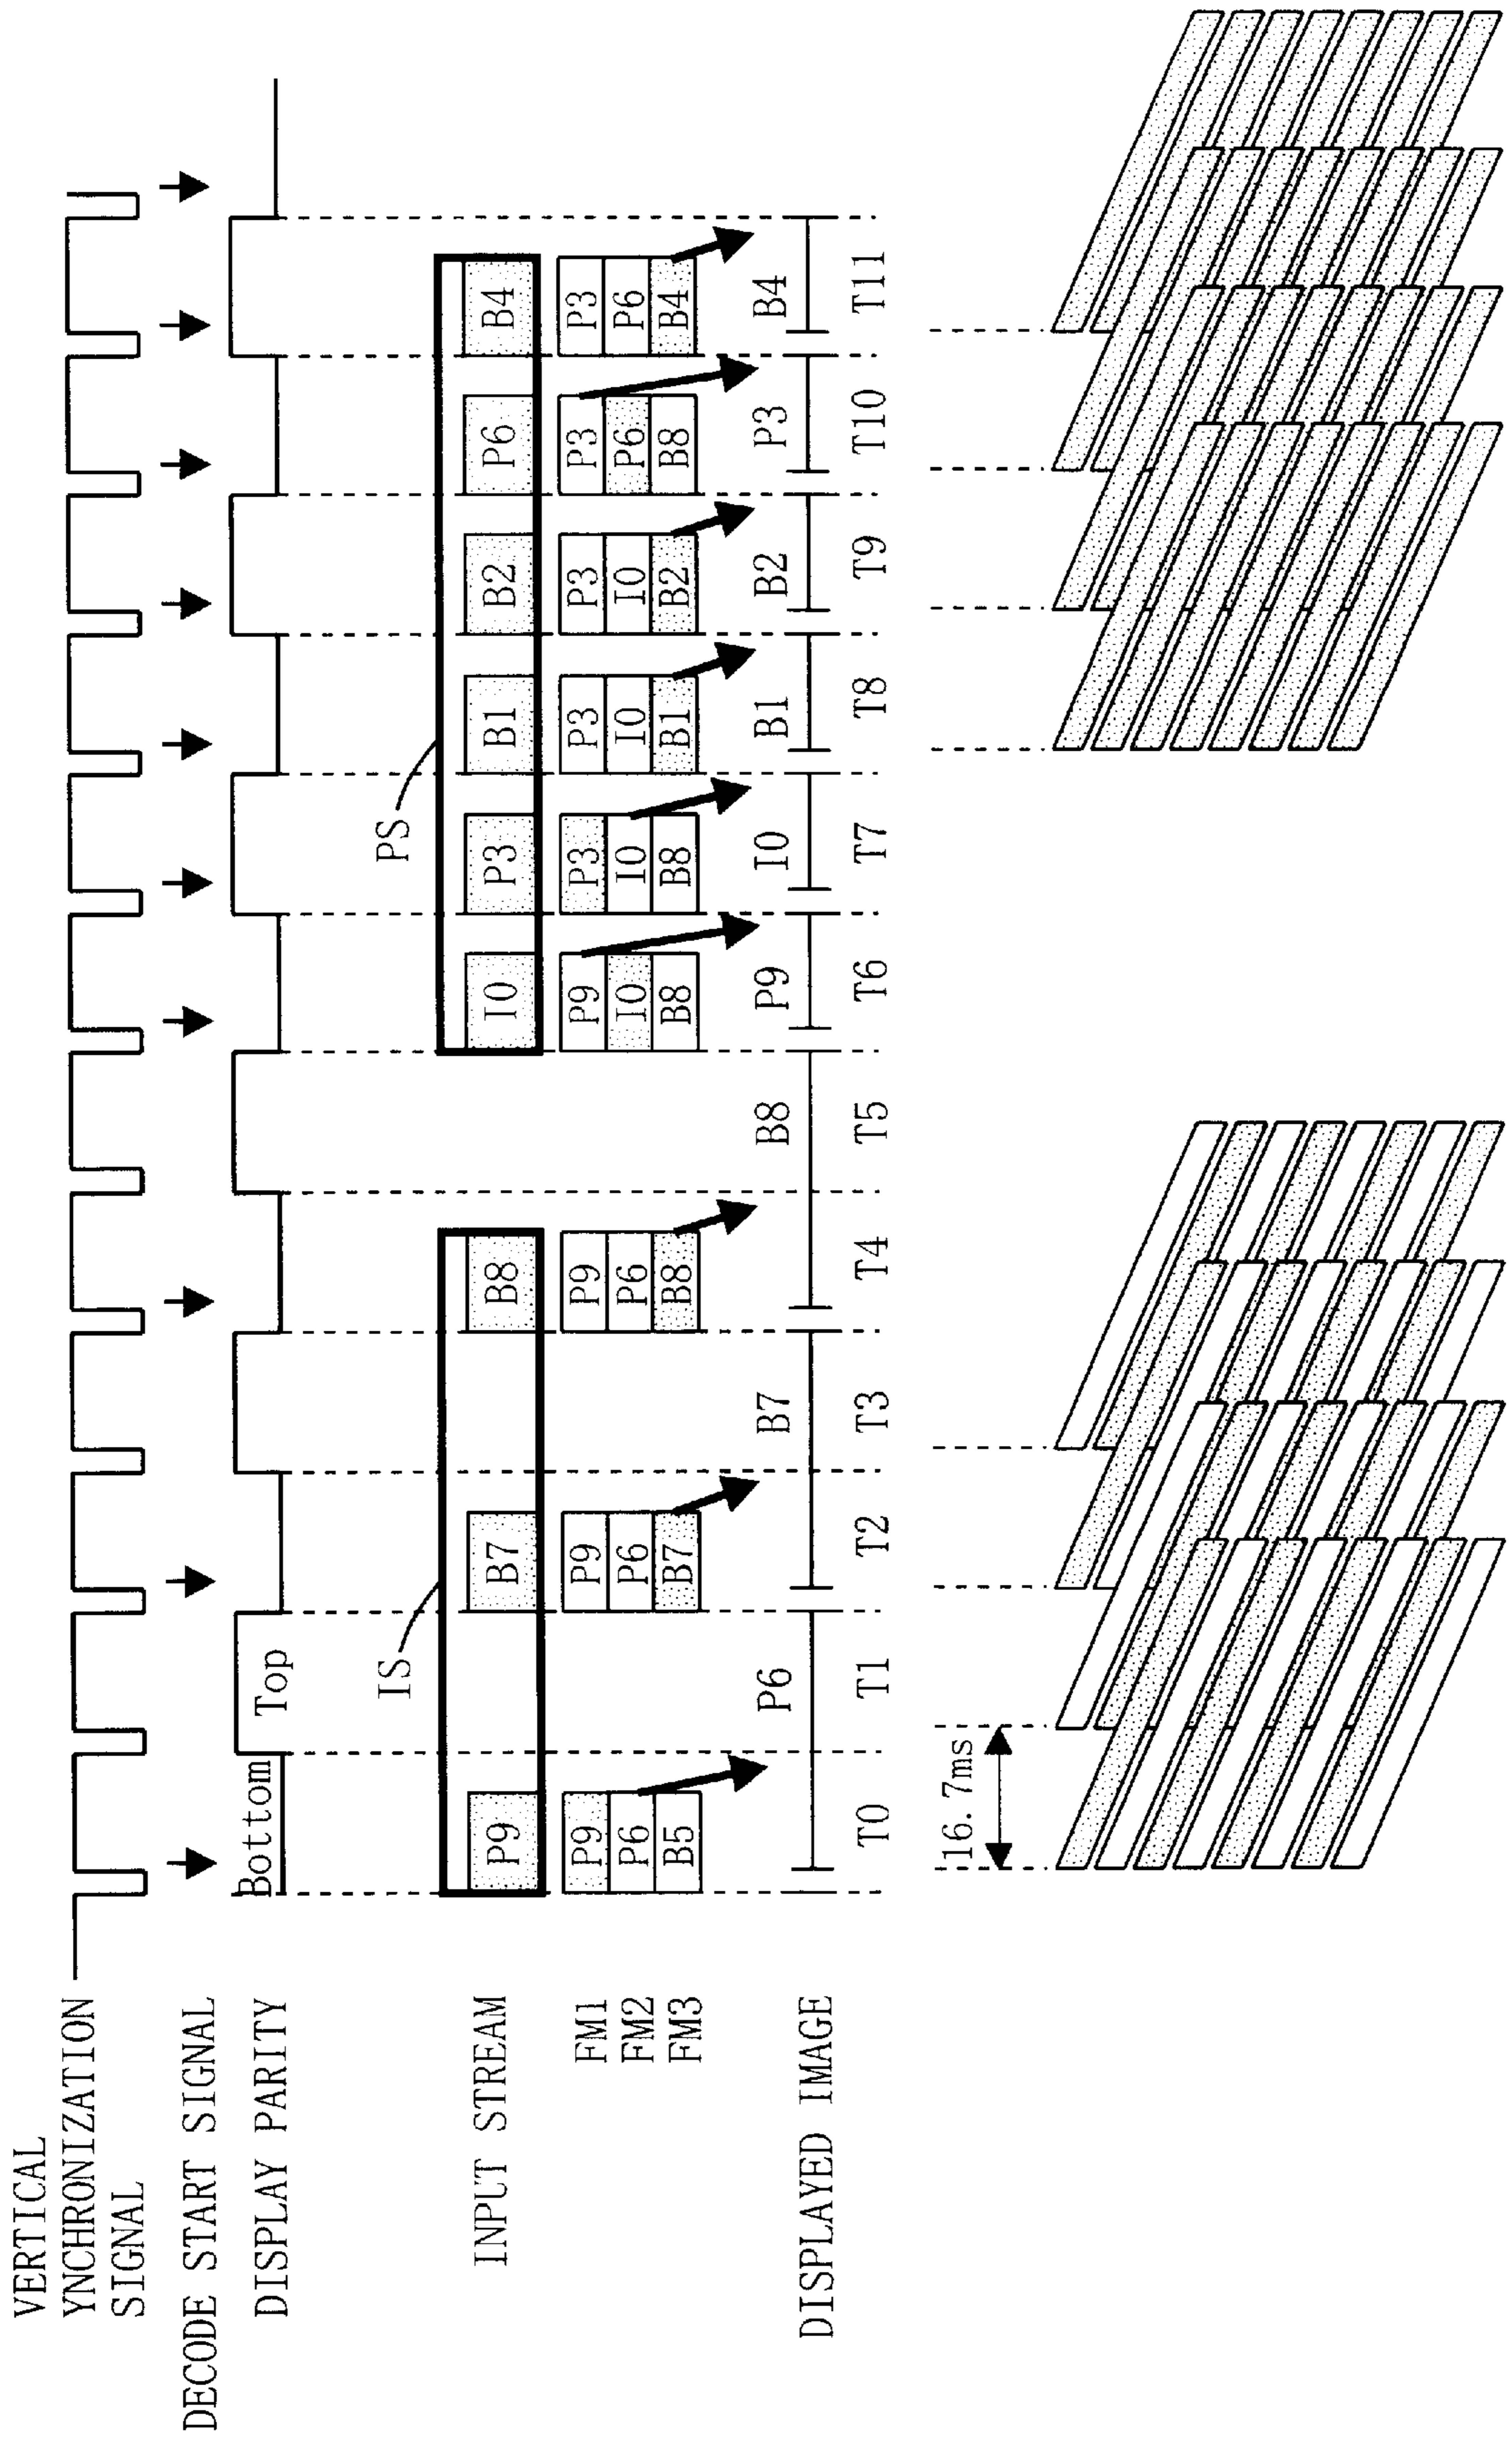 VERTICAL
YNCHRONIZATION
SIGNAL
DECODE START SIGNAL
DISPLAY PARITY
Bottom
Top
IS
PS
INPUT STREAM
P9
B7
B8
I0
P3
B1
B2
P6
B4
FM1
P9
P9
P9
P9
P3
P3
P3
P3
P3
FM2
P6
P6
P6
I0
I0
I0
I0
P6
P6
FM3
B5
B7
B8
B8
B8
B1
B2
B8
B4
DISPLAYED IMAGE
P6
B7
B8
P9
I0
B1
B2
P3
B4
T0
T1
T2
T3
T4
T5
T6
T7
T8
T9
T10
T11
16.7ms